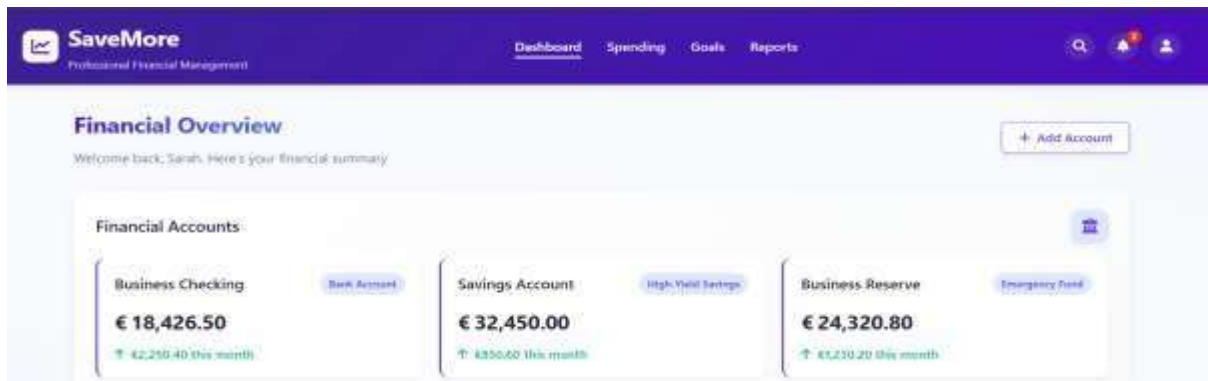 SaveMore
Professional Financial Management
Dashboard Spending Goals Reports
Financial Overview
Welcome back, Sarah. Here's your financial summary
+ Add Account
Financial Accounts
Business Checking Bank Account
€ 18,426.50
↑ €2,250.40 this month
Savings Account High-Yield Savings
€ 32,450.00
↑ €850.60 this month
Business Reserve Emergency Fund
€ 24,320.80
↑ €1,230.20 this month